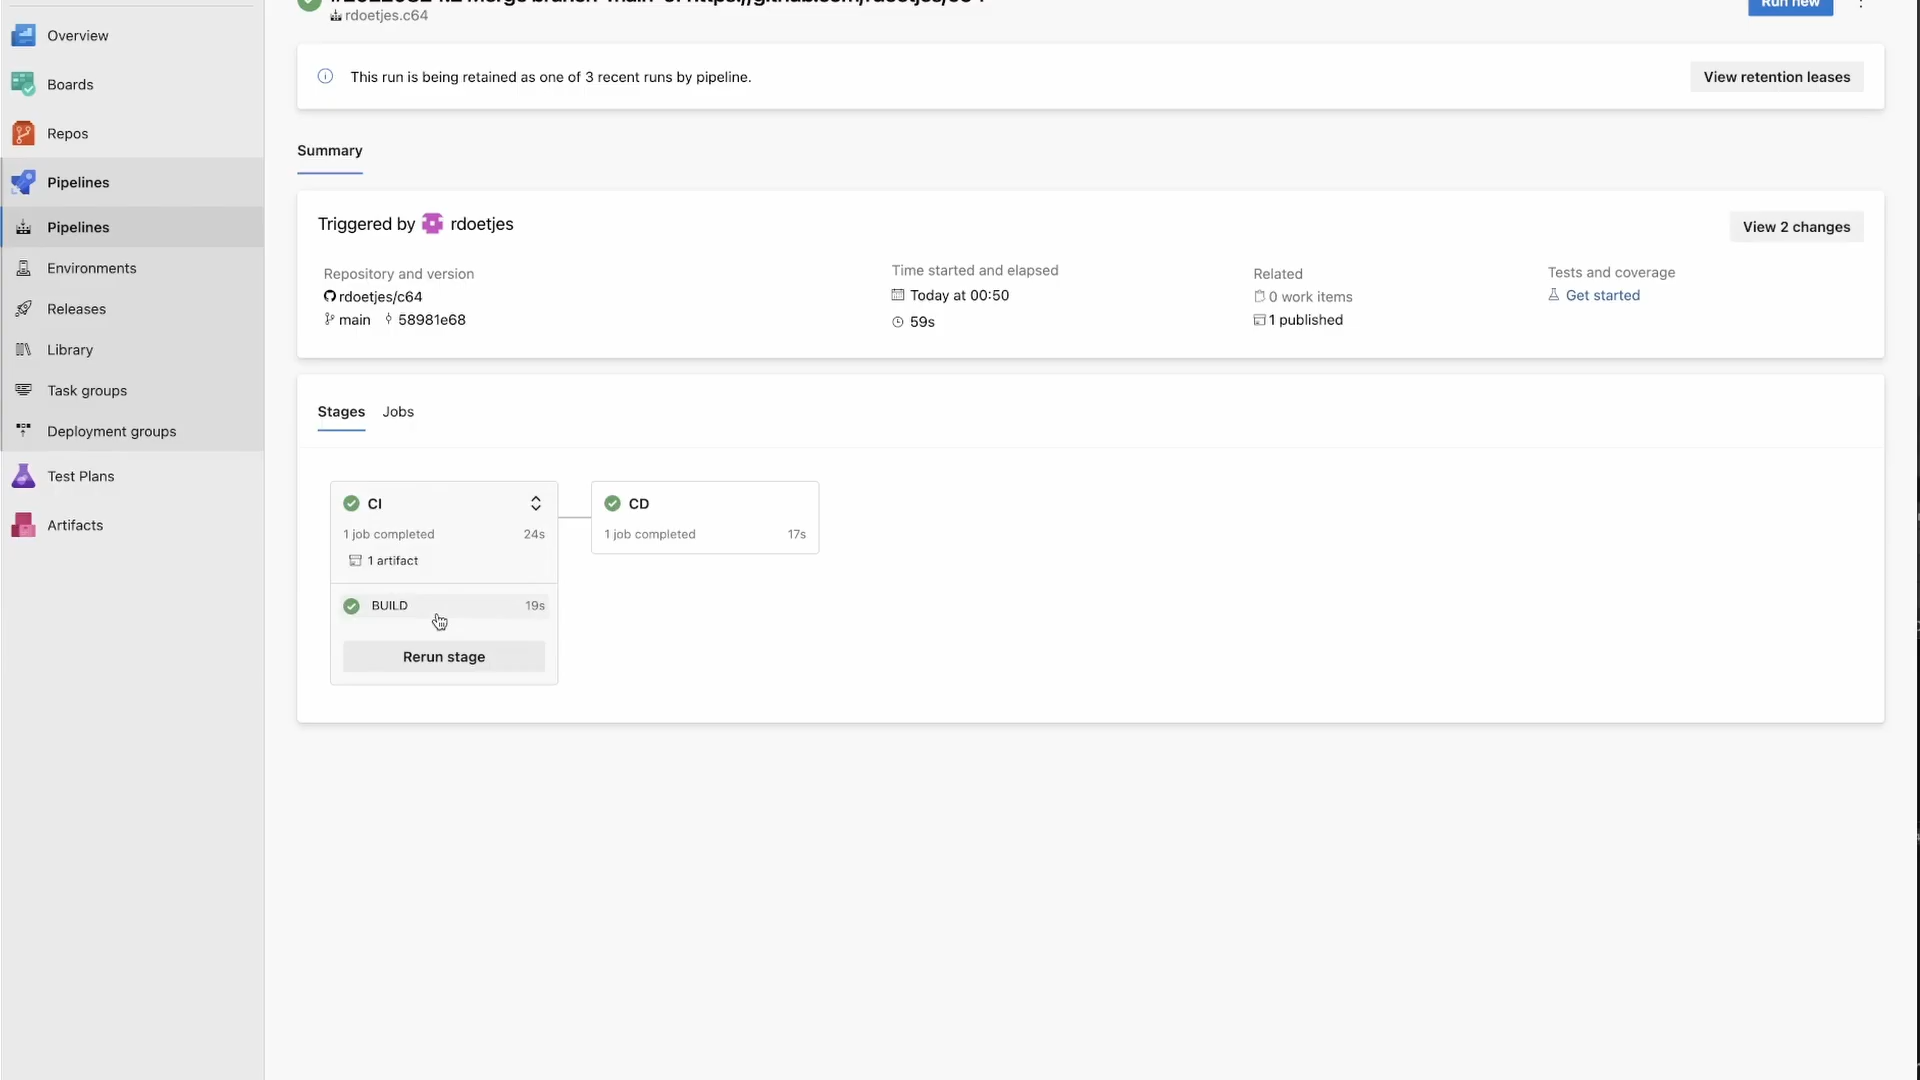 rdoetjes.c64
Run new
Overview
Boards
Repos
Pipelines
Pipelines
Environments
Releases
Library
Task groups
Deployment groups
Test Plans
Artifacts
This run is being retained as one of 3 recent runs by pipeline.
View retention leases
Summary
Triggered by rdoetjes
View 2 changes
Repository and version
rdoetjes/c64
main 58981e68
Time started and elapsed
Today at 00:50
59s
Related
0 work items
1 published
Tests and coverage
Get started
Stages Jobs
CI
1 job completed 24s
1 artifact
BUILD 19s
Rerun stage
CD
1 job completed 17s